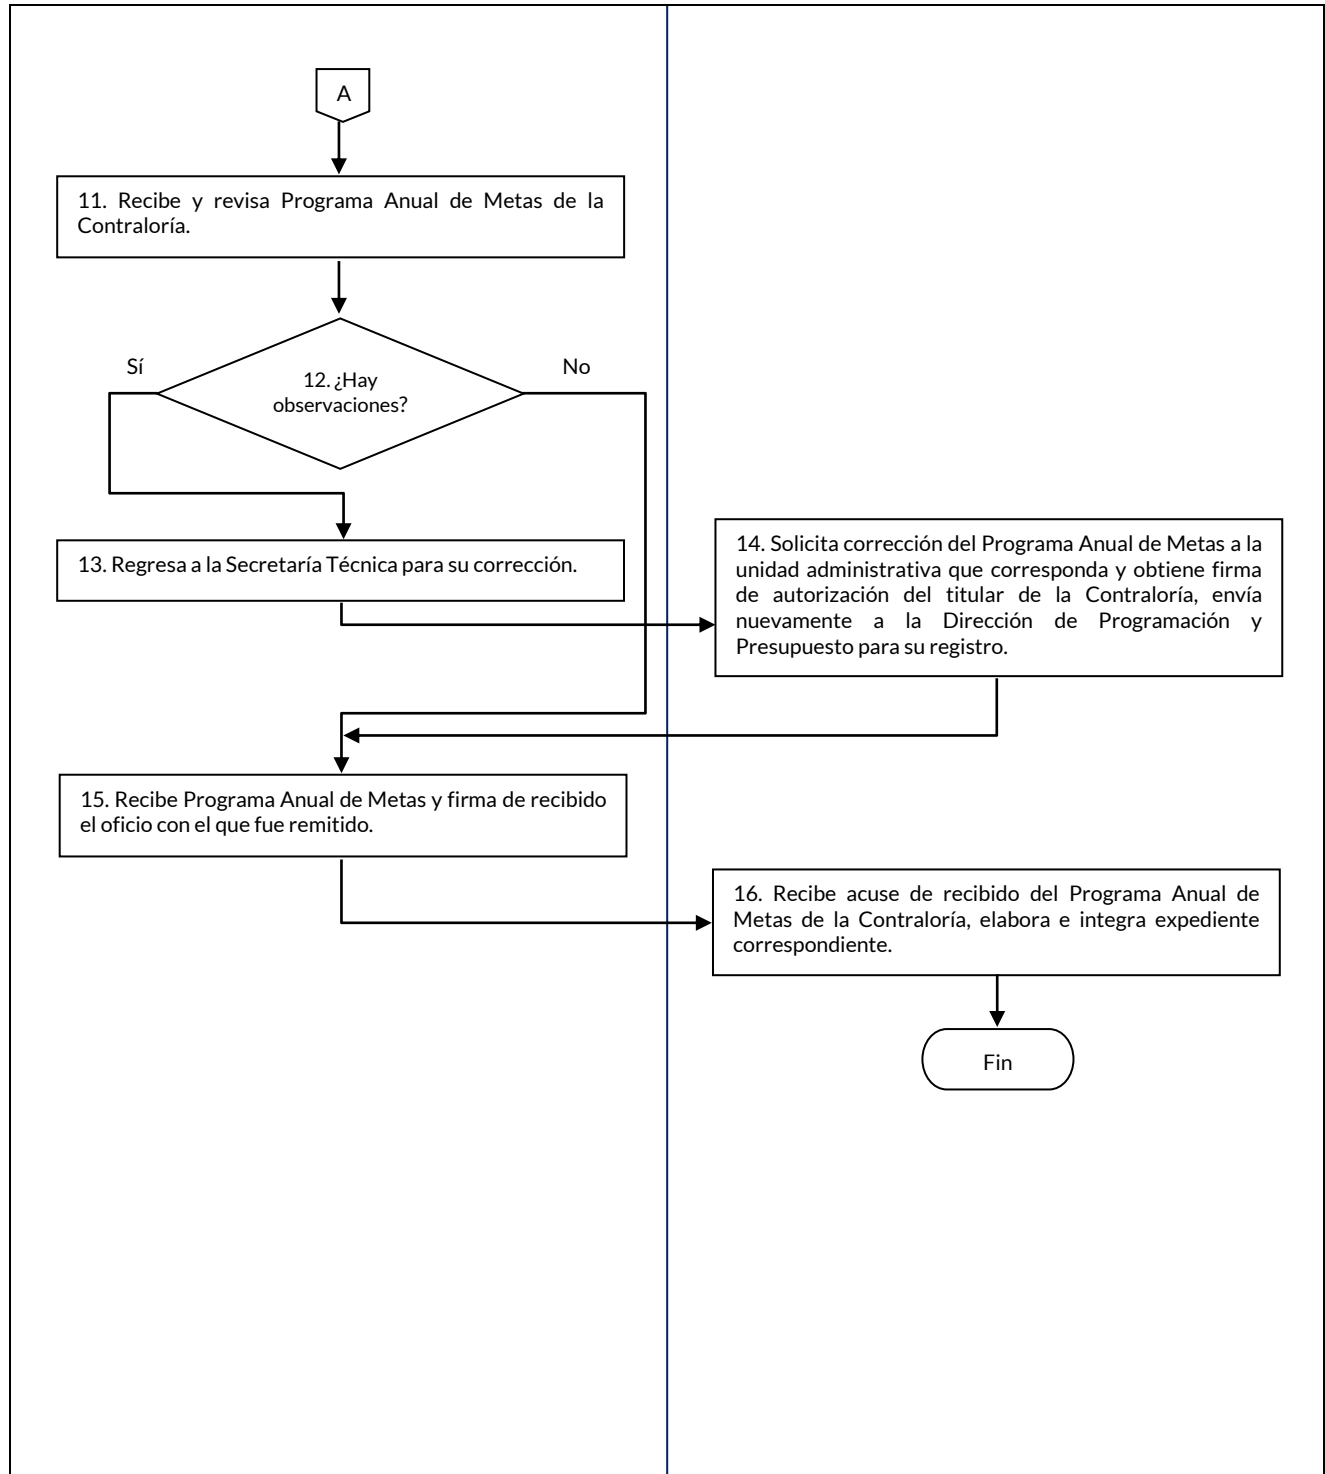 A
11. Recibe y revisa Programa Anual de Metas de la
Contraloría.
Sí
No
12. ¿Hay
observaciones?
13. Regresa a la Secretaría Técnica para su corrección.
14. Solicita corrección del Programa Anual de Metas a la
unidad administrativa que corresponda y obtiene firma
de autorización del titular de la Contraloría, envía
nuevamente a la Dirección de Programación y
Presupuesto para su registro.
15. Recibe Programa Anual de Metas y firma de recibido
el oficio con el que fue remitido.
16. Recibe acuse de recibido del Programa Anual de
Metas de la Contraloría, elabora e integra expediente
correspondiente.
Fin